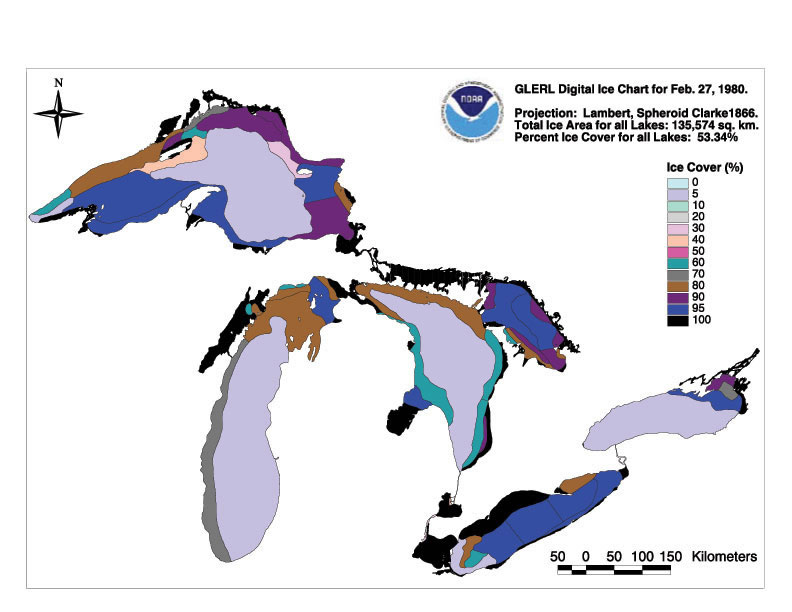 N
NOAA
GLERL Digital Ice Chart for Feb. 27, 1980.
Projection: Lambert, Spheroid Clarke1866.
Total Ice Area for all Lakes: 135,574 sq. km.
Percent Ice Cover for all Lakes: 53.34%
Ice Cover (%)
0
5
10
20
30
40
50
60
70
80
90
95
100
50 0 50 100 150 Kilometers